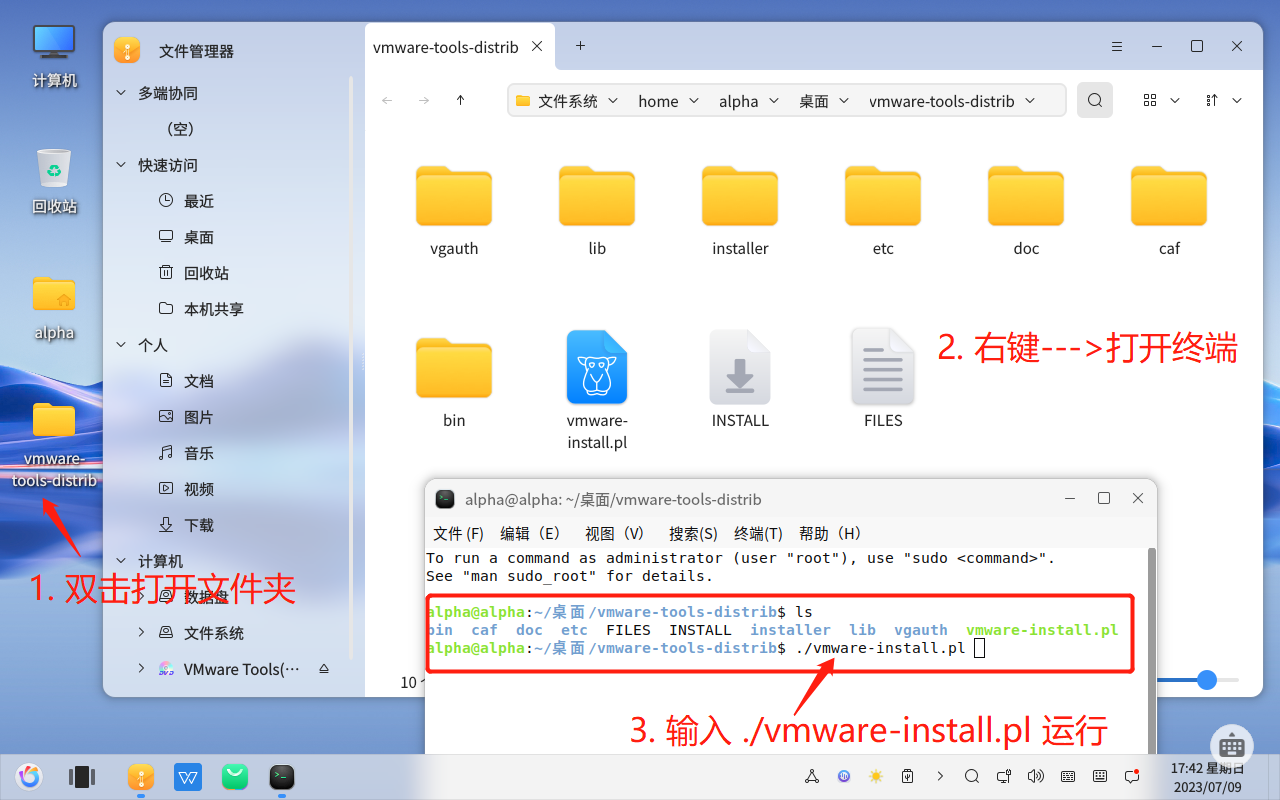 计算机
回收站
alpha
vmware-
tools-distrib
1. 双击打开文件夹
文件管理器
多端协同
（空）
快速访问
最近
桌面
回收站
本机共享
个人
文档
图片
音乐
视频
下载
计算机
数据盘
文件系统
VMware Tools(···
vmware-tools-distrib
文件系统 home alpha 桌面 vmware-tools-distrib
vgauth lib installer etc doc caf
bin vmware-
install.pl INSTALL FILES
2. 右键--->打开终端
10
alpha@alpha: ~/桌面/vmware-tools-distrib
文件 (F) 编辑（E） 视图（V） 搜索(S) 终端(T) 帮助（H）
To run a command as administrator (user "root"), use "sudo <command>".
See "man sudo_root" for details.
alpha@alpha:~/桌面/vmware-tools-distrib$ ls
bin caf doc etc FILES INSTALL installer lib vgauth vmware-install.pl
alpha@alpha:~/桌面/vmware-tools-distrib$ ./vmware-install.pl
3. 输入 ./vmware-install.pl 运行
17:42 星期日
2023/07/09